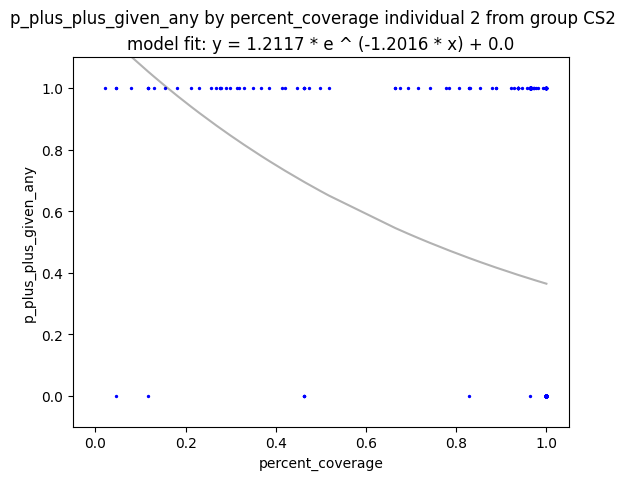 p_plus_plus_given_any by percent_coverage individual 2 from group CS2
model fit: y = 1.2117 * e ^ (-1.2016 * x) + 0.0
1.0
0.8
0.6
0.4
0.2
0.0
p_plus_plus_given_any
0.0 0.2 0.4 0.6 0.8 1.0
percent_coverage